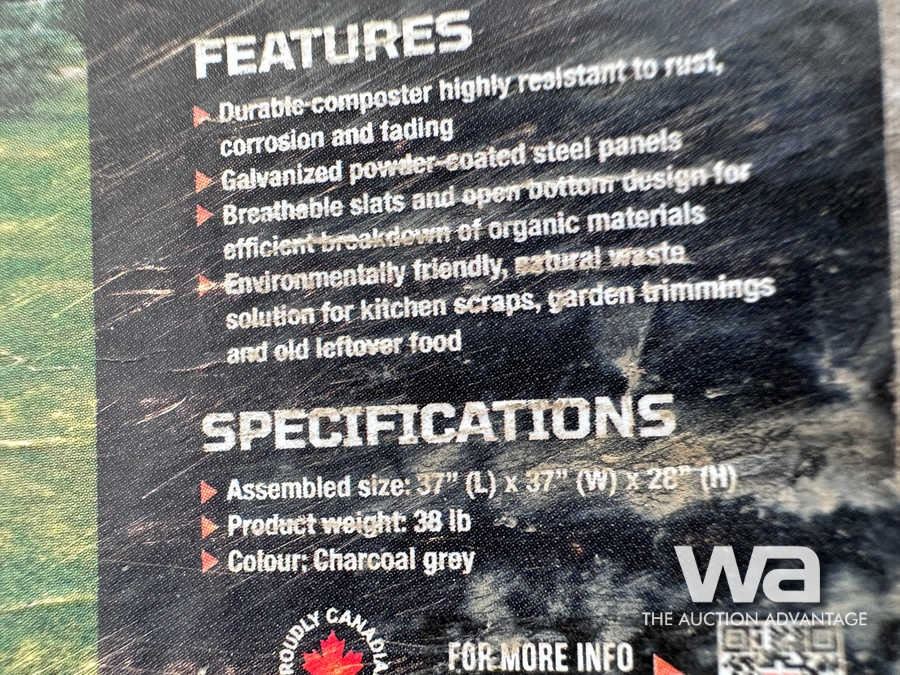 FEATURES
Durable composter highly resistant to rust,
corrosion and fading
Galvanized powder-coated steel panels
Breathable slats and open bottom design for
efficient breakdown of organic materials
Environmentally friendly, natural waste
solution for kitchen scraps, garden trimmings
and old leftover food
SPECIFICATIONS
Assembled size: 37” (L) x 37” (W) x 28” (H)
Product weight: 38 lb
Colour: Charcoal grey
wa
THE AUCTION ADVANTAGE
FOR MORE INFO